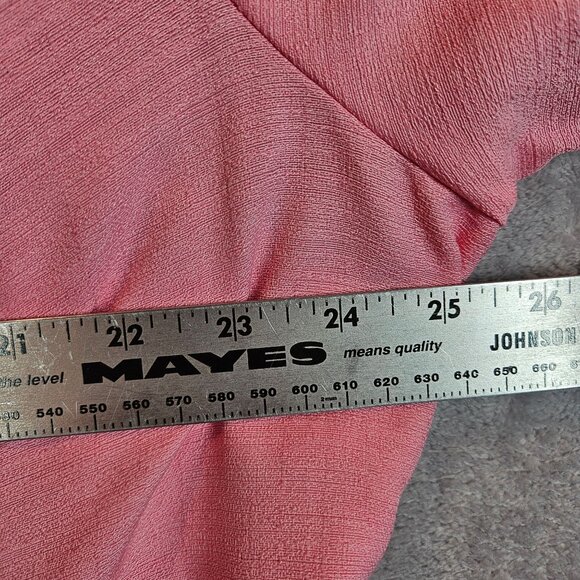 21 22 23 24 25 26
the level MAYES means quality JOHNSON
540 550 560 570 580 590 600 610 620 630 640 650 660
2mm